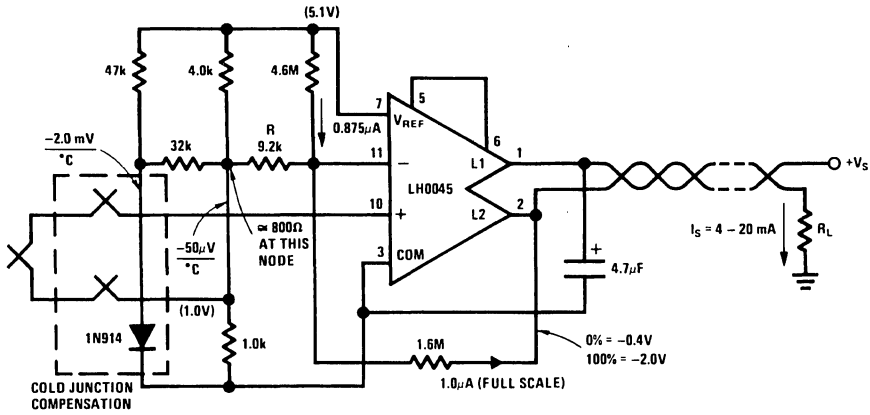 (5.1V)
47k
4.0k
4.6M
7
5
VREF
0.875μA
6
-2.0 mV
°C
32k
R
9.2k
11
−
L1
1
+VS
LH0045
10
+
L2
2
≃ 800Ω
AT THIS
NODE
-50μV
°C
3
COM
+
4.7μF
IS = 4 – 20 mA
RL
(1.0V)
1N914
1.0k
1.6M
1.0μA (FULL SCALE)
0% = −0.4V
100% = −2.0V
COLD JUNCTION
COMPENSATION